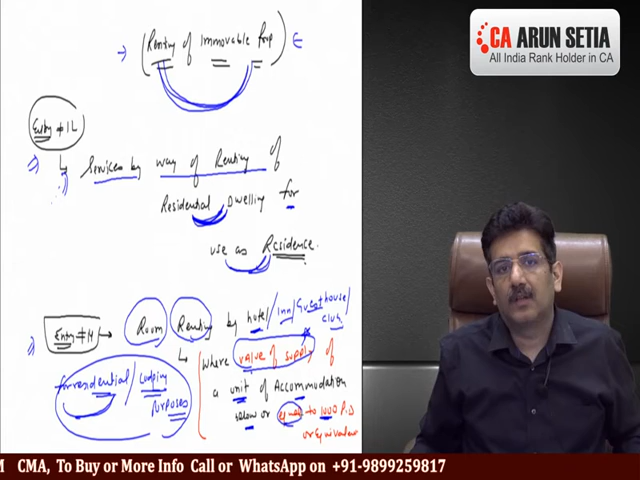 ⇒ (Renting of Immovable Prop) ∈
CA ARUN SETIA
All India Rank Holder in CA
Entry # 12
Services by way of Renting of
Residential Dwelling for
use as Residence.
Entry # 14 → Room Renting by hotel/Inn/Guesthouse/
club
for residential / Lodging
purposes
Where value of supply of
a unit of Accommodation
below or equal to 1000 P.D
or Equivalent
M CMA, To Buy or More Info Call or WhatsApp on +91-9899259817